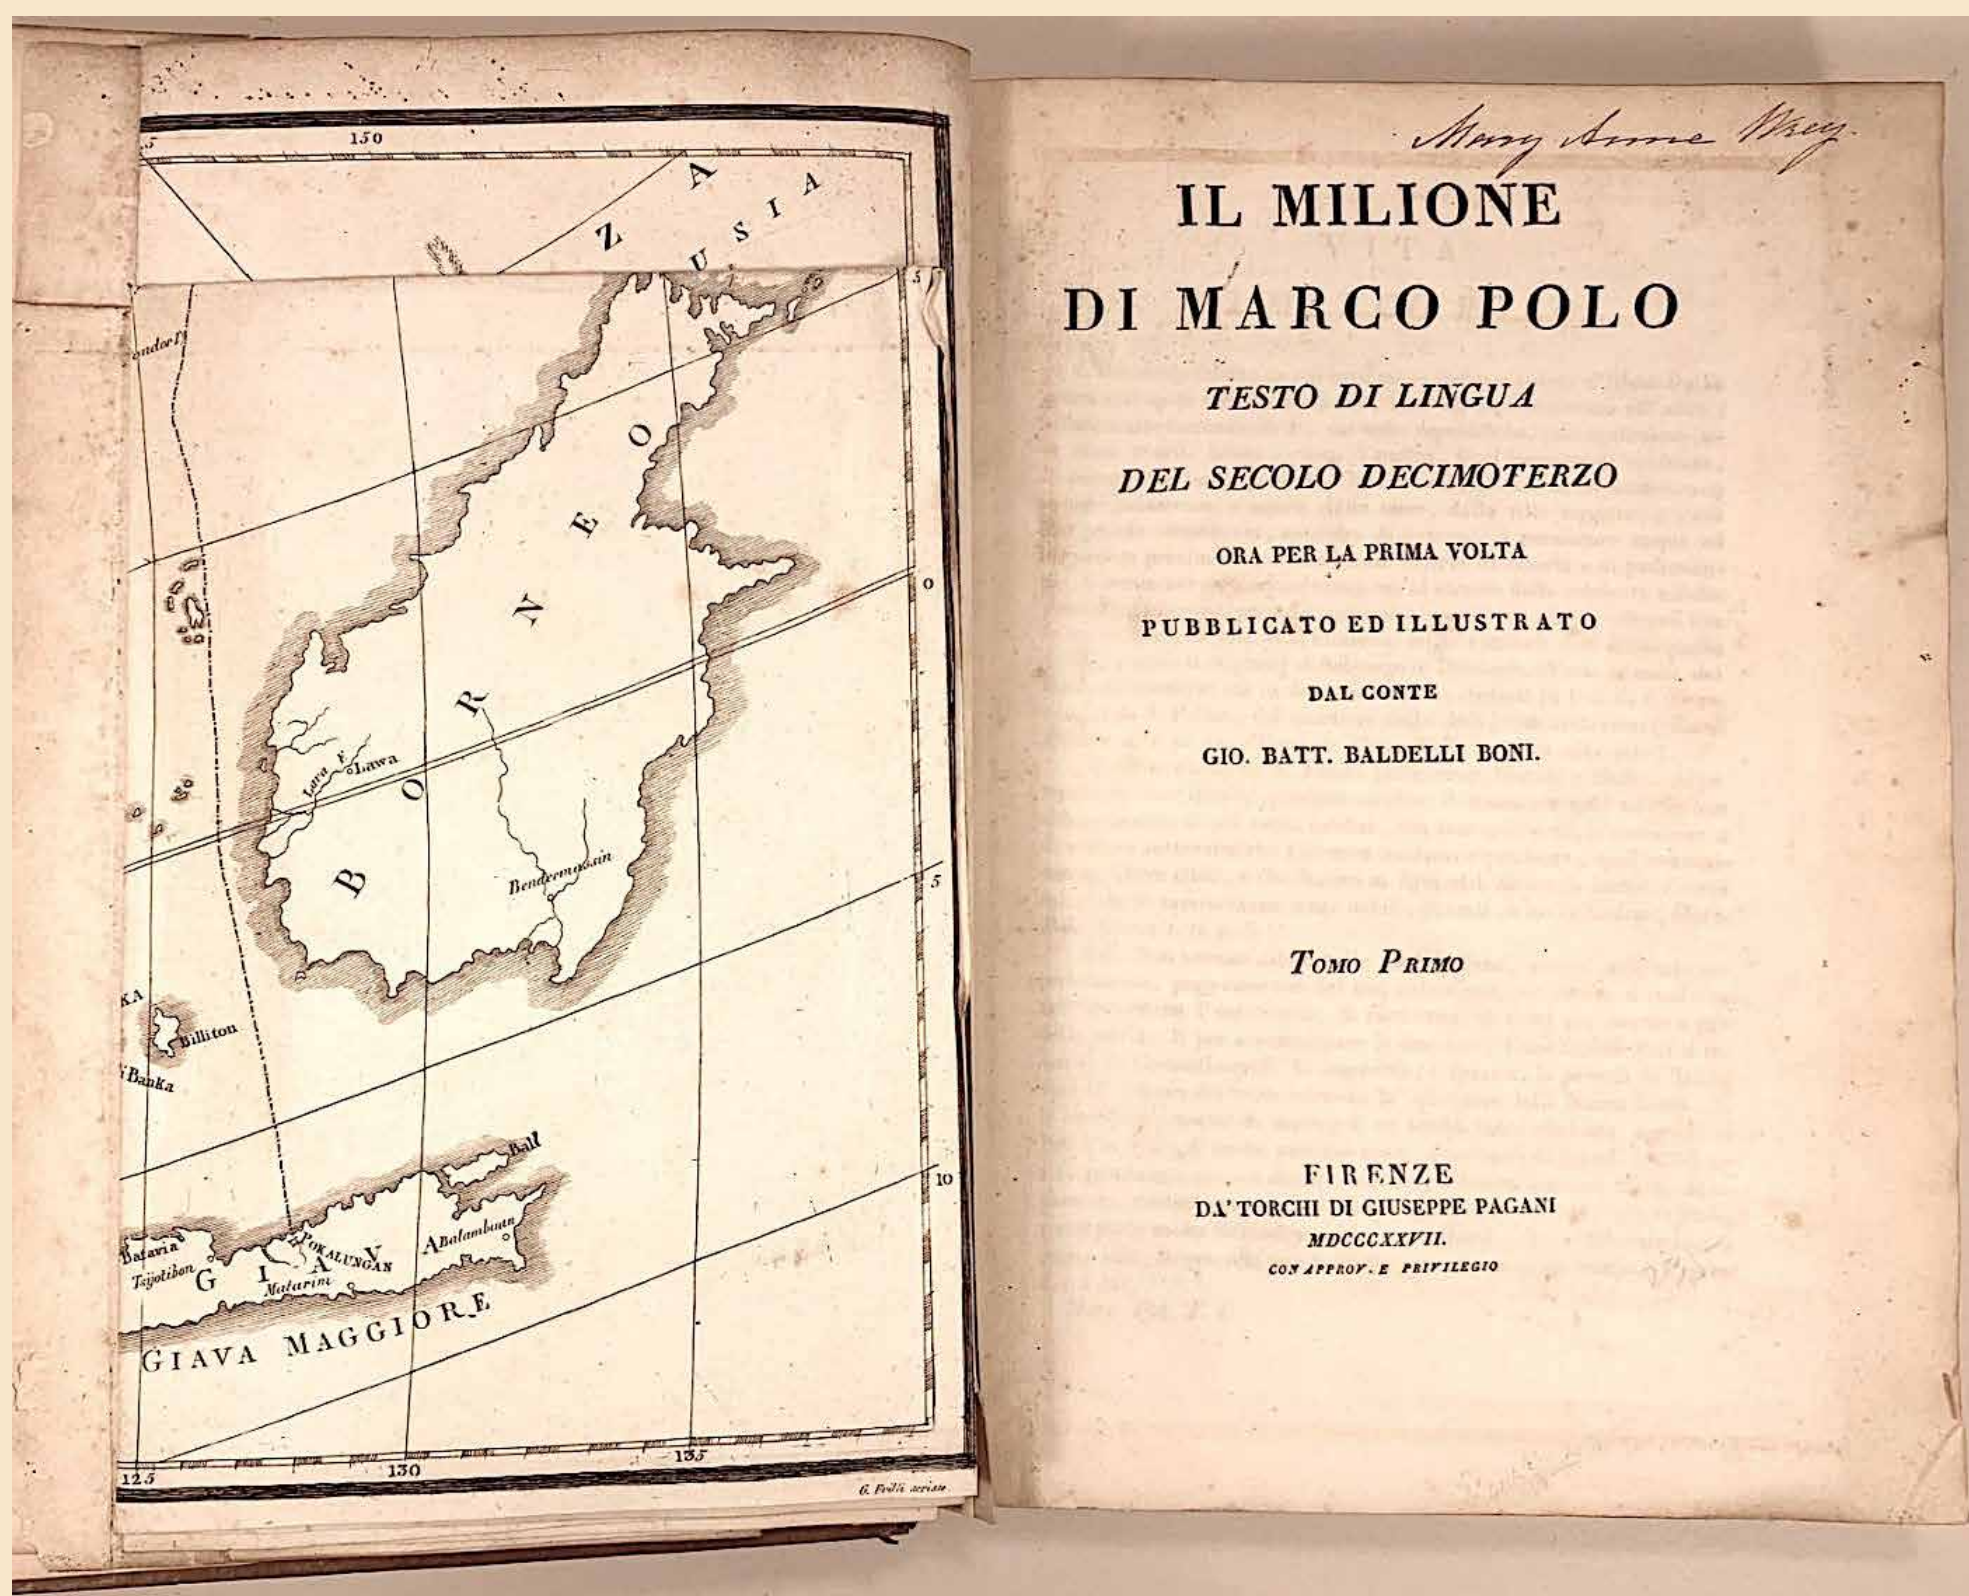 150
Z A
U S I A
5
B O R N E O
Lava F
Lawa
0
Bendermassin
5
KA
Billiton
Banka
Bali
10
Batavia
Tsjotibon
POKALUNGAN
Matarim
Balambuan
G I A V A
GIAVA MAGGIORE
125
130
135
Mary Anne Wrey.
IL MILIONE
DI MARCO POLO
TESTO DI LINGUA
DEL SECOLO DECIMOTERZO
ORA PER LA PRIMA VOLTA
PUBBLICATO ED ILLUSTRATO
DAL CONTE
GIO. BATT. BALDELLI BONI.
TOMO PRIMO
FIRENZE
DA' TORCHI DI GIUSEPPE PAGANI
MDCCCXXVII.
CON APPROV. E PRIVILEGIO